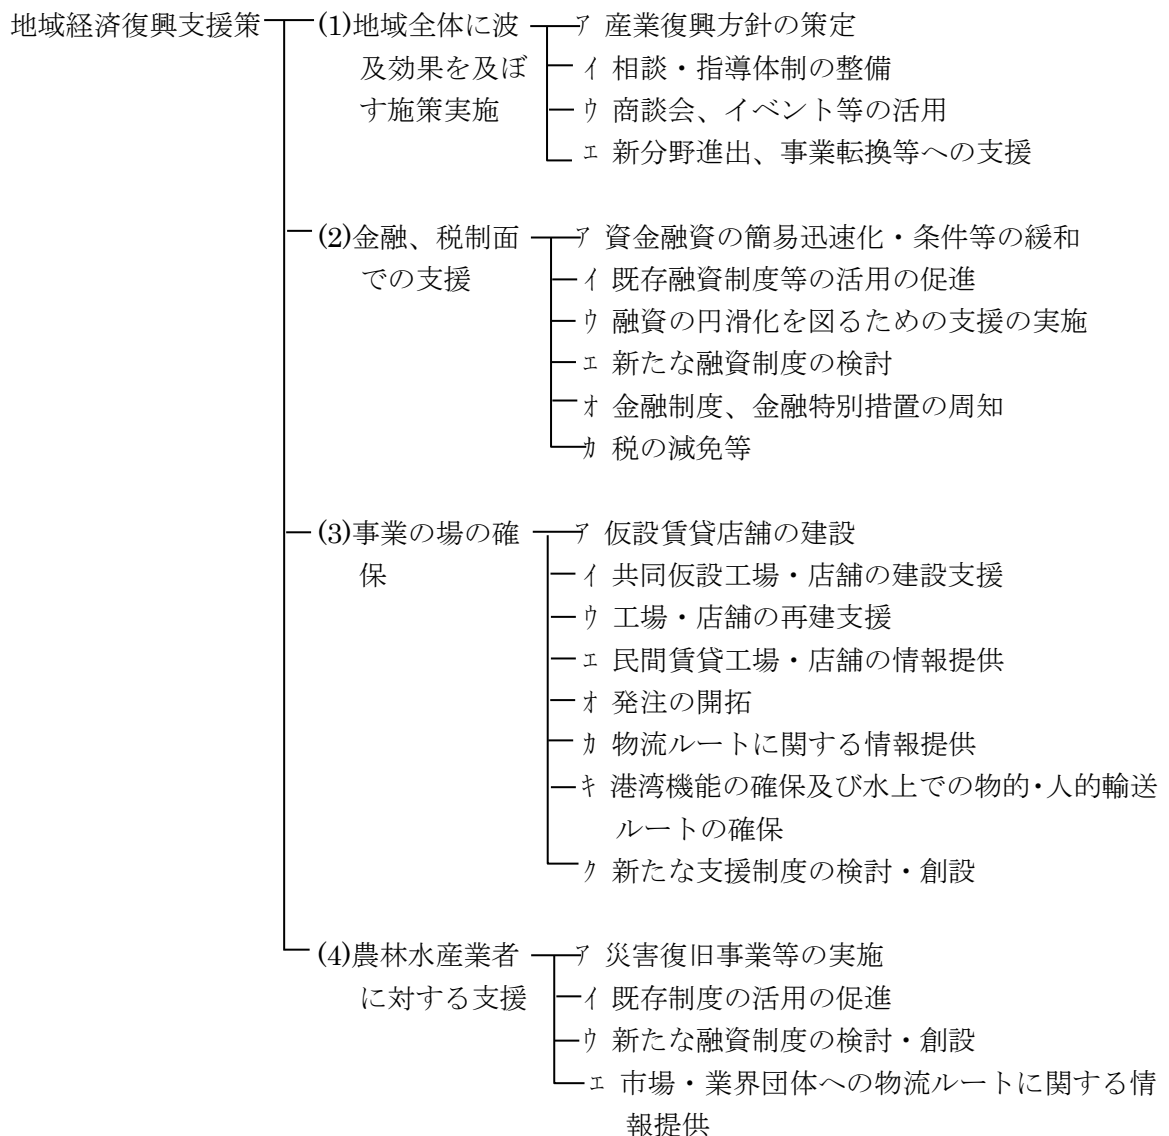 地域経済復興支援策
(1)地域全体に波
及効果を及ぼ
す施策実施
ｱ 産業復興方針の策定
ｲ 相談・指導体制の整備
ｳ 商談会、イベント等の活用
ｴ 新分野進出、事業転換等への支援
(2)金融、税制面
での支援
ｱ 資金融資の簡易迅速化・条件等の緩和
ｲ 既存融資制度等の活用の促進
ｳ 融資の円滑化を図るための支援の実施
ｴ 新たな融資制度の検討
ｵ 金融制度、金融特別措置の周知
ｶ 税の減免等
(3)事業の場の確
保
ｱ 仮設賃貸店舗の建設
ｲ 共同仮設工場・店舗の建設支援
ｳ 工場・店舗の再建支援
ｴ 民間賃貸工場・店舗の情報提供
ｵ 発注の開拓
ｶ 物流ルートに関する情報提供
ｷ 港湾機能の確保及び水上での物的・人的輸送
ルートの確保
ｸ 新たな支援制度の検討・創設
(4)農林水産業者
に対する支援
ｱ 災害復旧事業等の実施
ｲ 既存制度の活用の促進
ｳ 新たな融資制度の検討・創設
ｴ 市場・業界団体への物流ルートに関する情
報提供